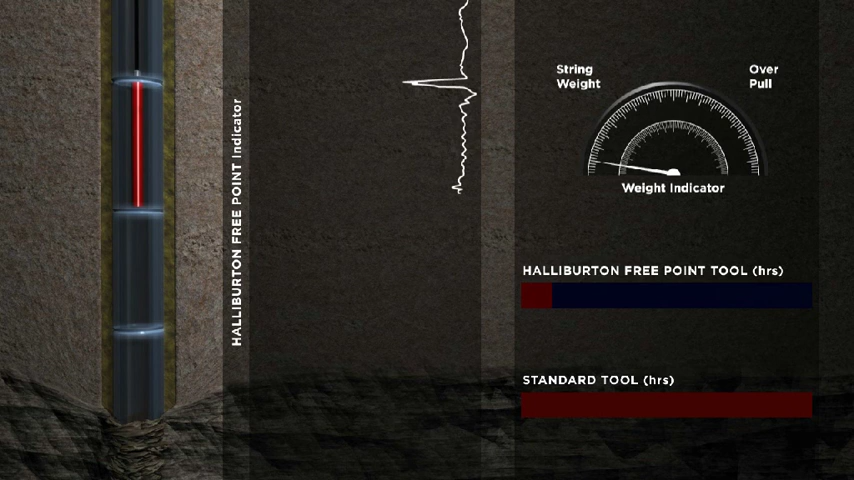 HALLIBURTON FREE POINT Indicator
String
Weight
Over
Pull
Weight Indicator
HALLIBURTON FREE POINT TOOL (hrs)
STANDARD TOOL (hrs)